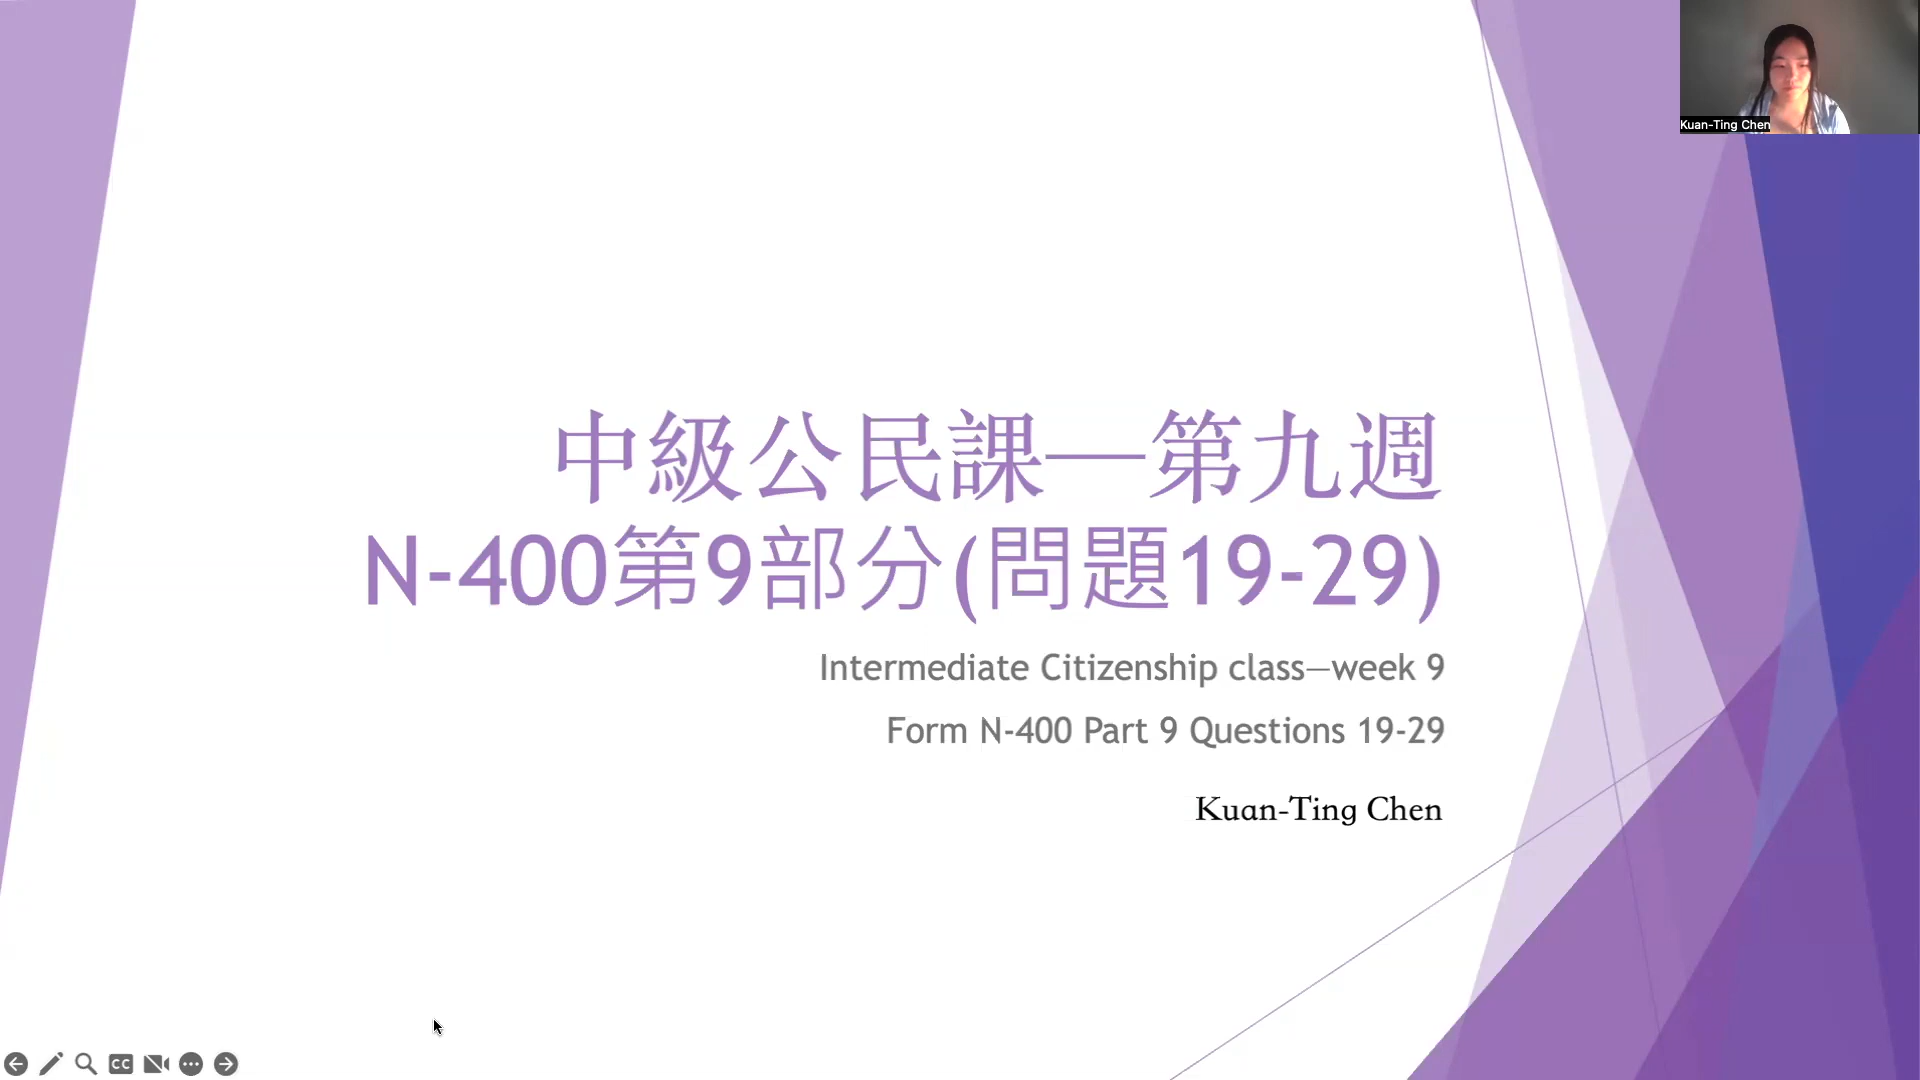 Kuan-Ting Chen
中級公民課—第九週
N-400第9部分(問題19-29)
Intermediate Citizenship class—week 9
Form N-400 Part 9 Questions 19-29
Kuan-Ting Chen
CC